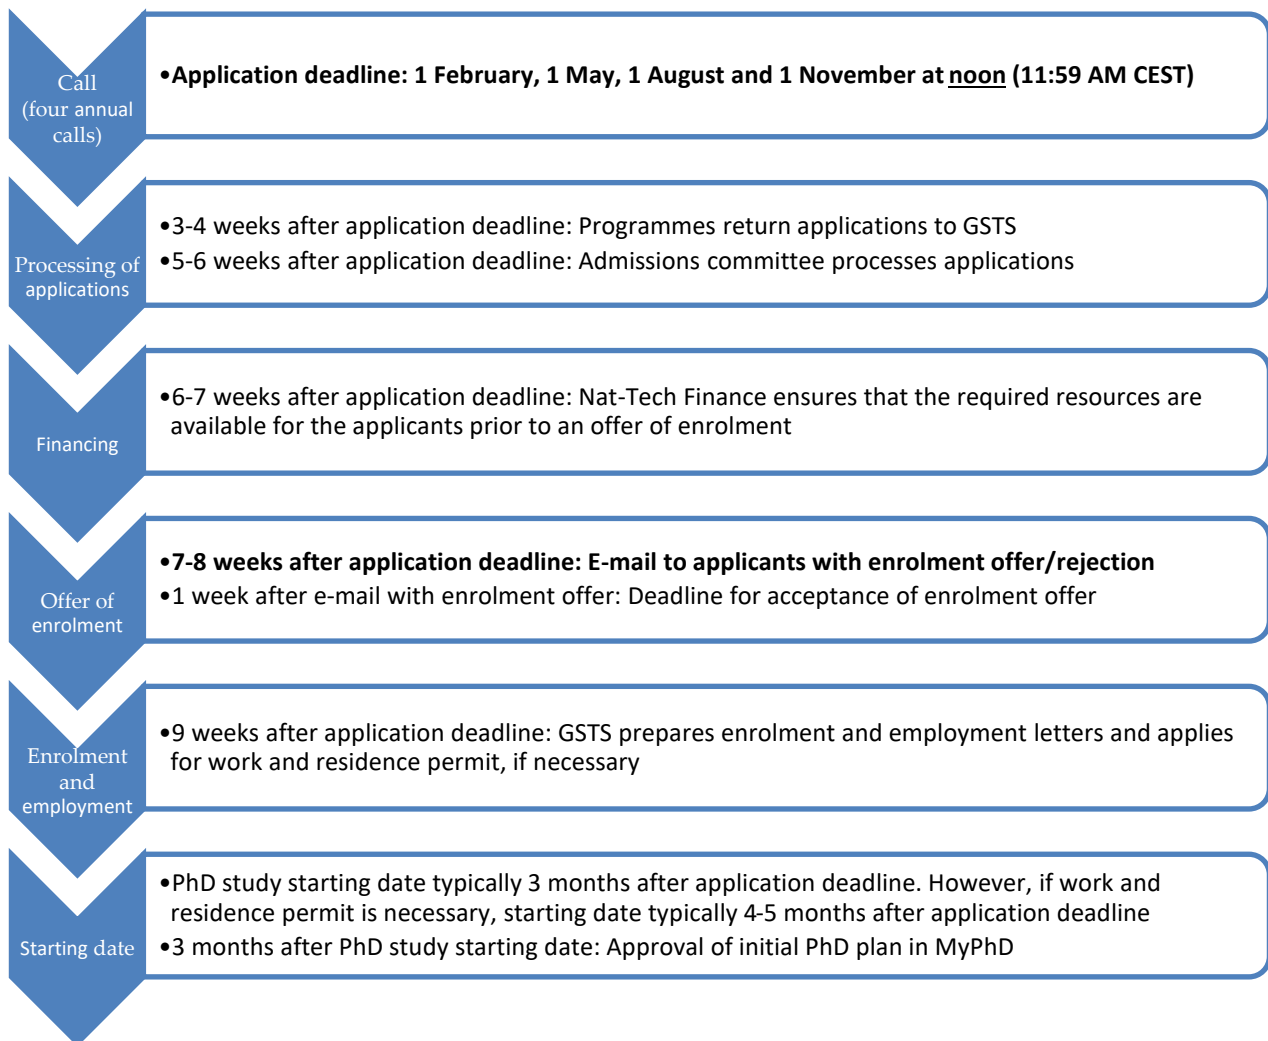 Call
(four annual
calls)
•Application deadline: 1 February, 1 May, 1 August and 1 November at noon (11:59 AM CEST)
Processing of
applications
•3-4 weeks after application deadline: Programmes return applications to GSTS
•5-6 weeks after application deadline: Admissions committee processes applications
Financing
•6-7 weeks after application deadline: Nat-Tech Finance ensures that the required resources are
available for the applicants prior to an offer of enrolment
Offer of
enrolment
•7-8 weeks after application deadline: E-mail to applicants with enrolment offer/rejection
•1 week after e-mail with enrolment offer: Deadline for acceptance of enrolment offer
Enrolment
and
employment
•9 weeks after application deadline: GSTS prepares enrolment and employment letters and applies
for work and residence permit, if necessary
Starting date
•PhD study starting date typically 3 months after application deadline. However, if work and
residence permit is necessary, starting date typically 4-5 months after application deadline
•3 months after PhD study starting date: Approval of initial PhD plan in MyPhD